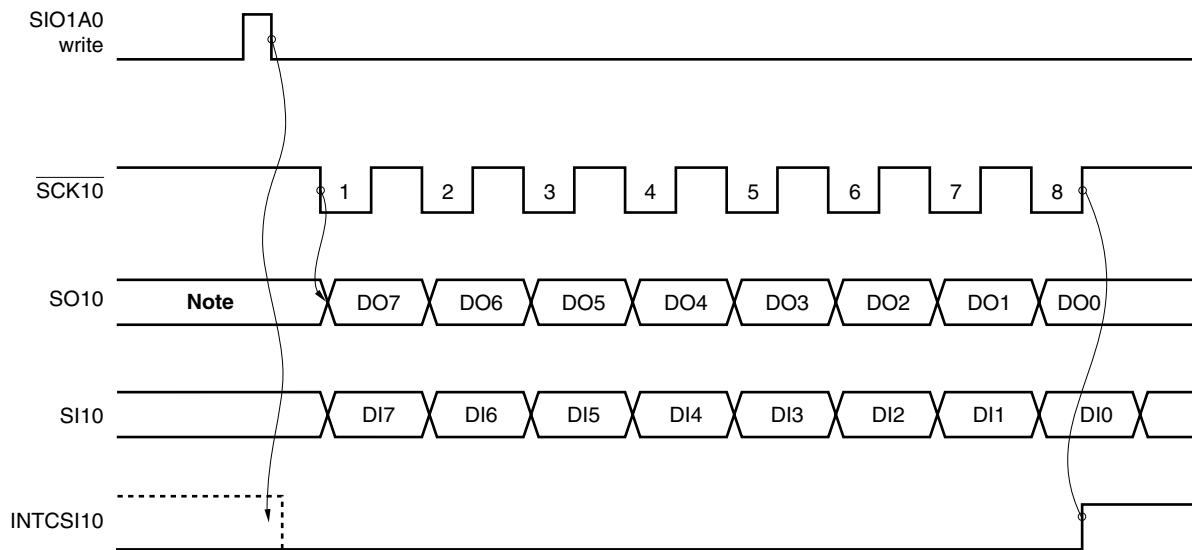 SIO1A0
write
SCK10
1 2 3 4 5 6 7 8
SO10
Note DO7 DO6 DO5 DO4 DO3 DO2 DO1 DO0
SI10
DI7 DI6 DI5 DI4 DI3 DI2 DI1 DI0
INTCSI10